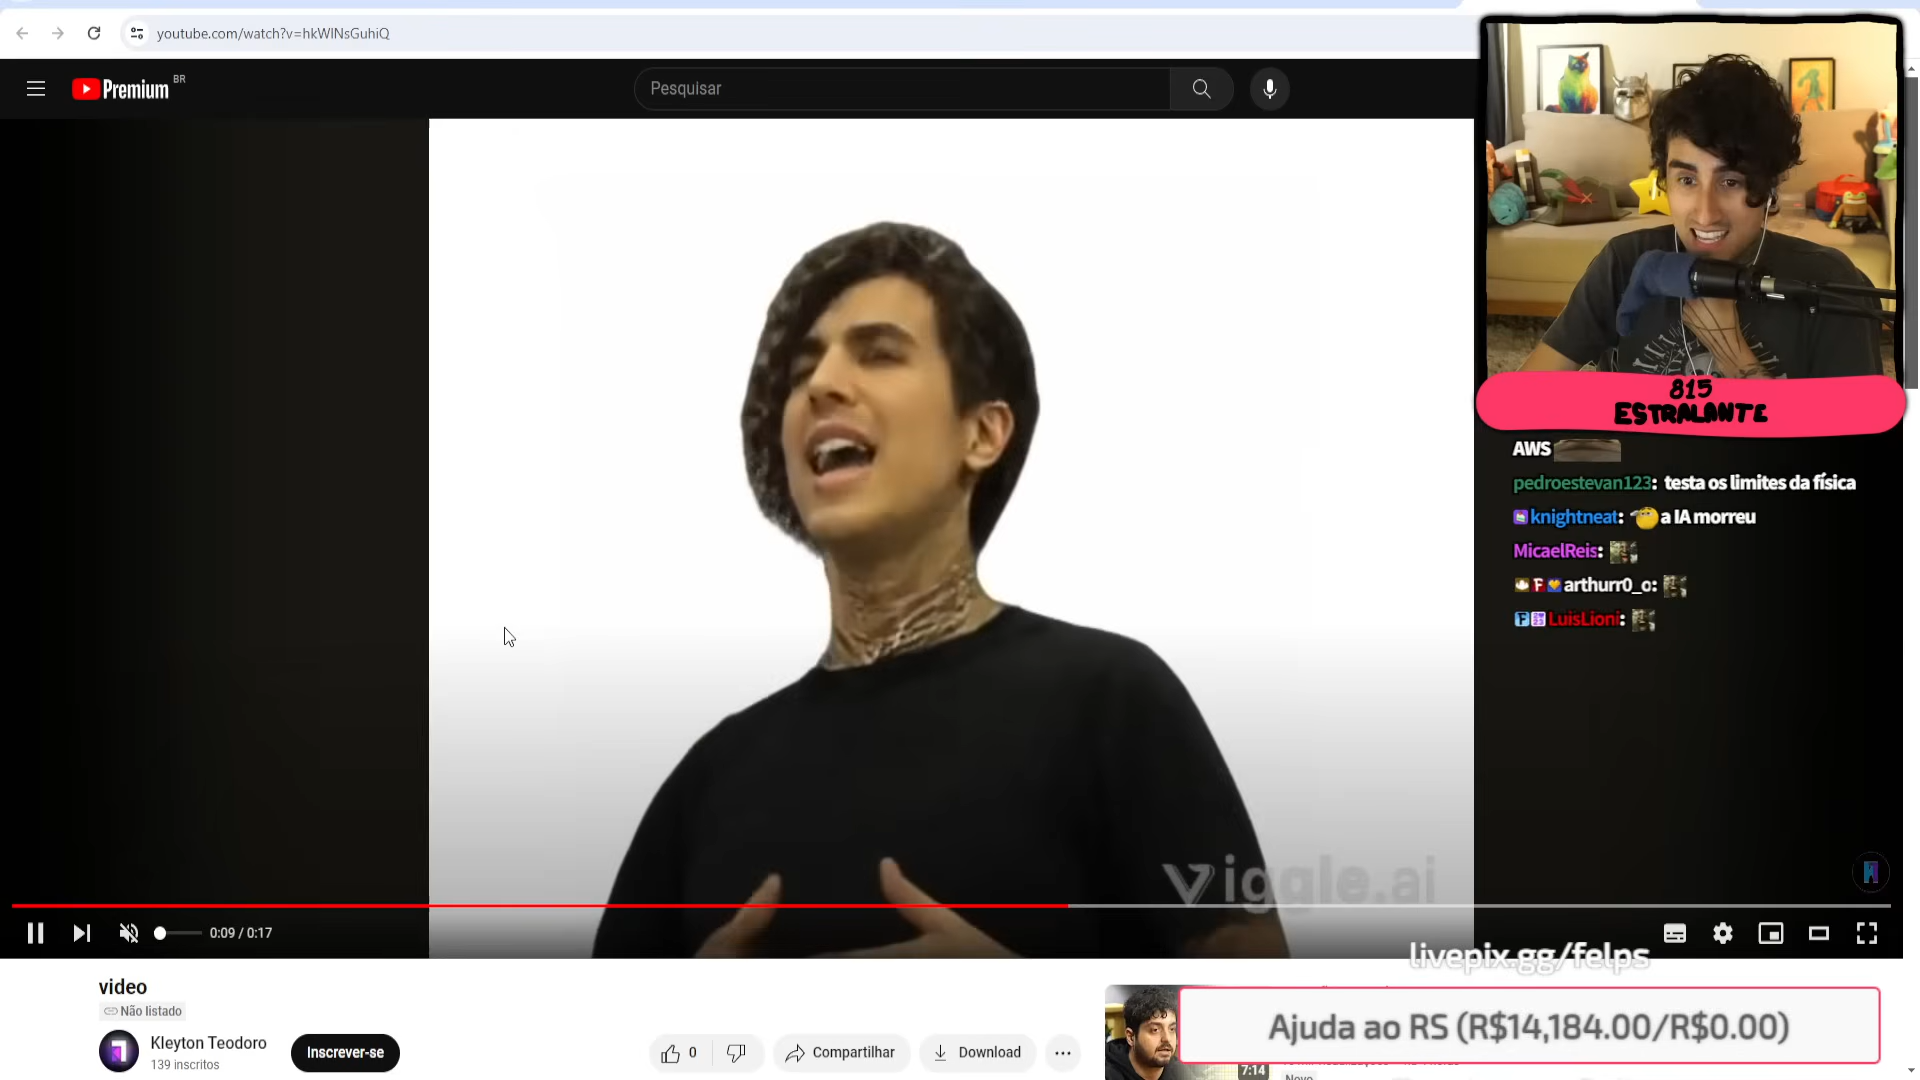 youtube.com/watch?v=hkWlNsGuhiQ
Premium BR
Pesquisar
815
ESTRALANTE
AWS
pedroestevan123: testa os limites da física
knightneat: a IA morreu
MicaelReis:
arthurr0_o:
LuisLioni:
viggle.ai
0:09 / 0:17
livepix.gg/felps
video
Não listado
Kleyton Teodoro
139 inscritos
Inscrever-se
0
Compartilhar
Download
Ajuda ao RS (R$14,184.00/R$0.00)
7:14
Novo